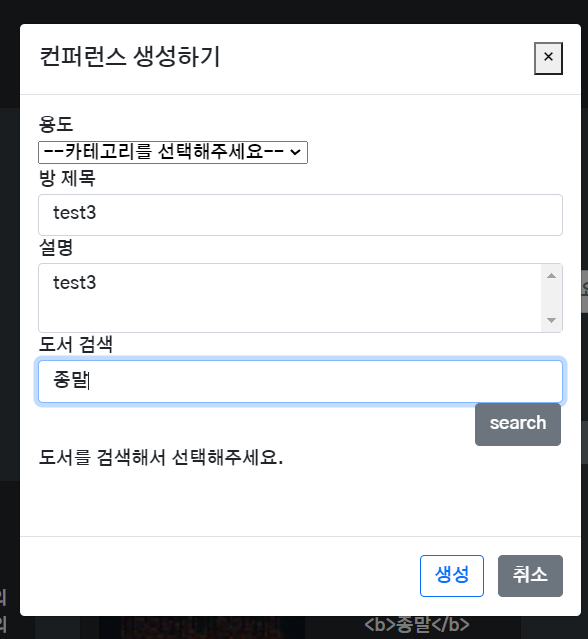 컨퍼런스 생성하기
×
용도
--카테고리를 선택해주세요--
방 제목
test3
설명
test3
도서 검색
종말
search
도서를 검색해서 선택해주세요.
생성 취소
의
의
<b>종말</b>